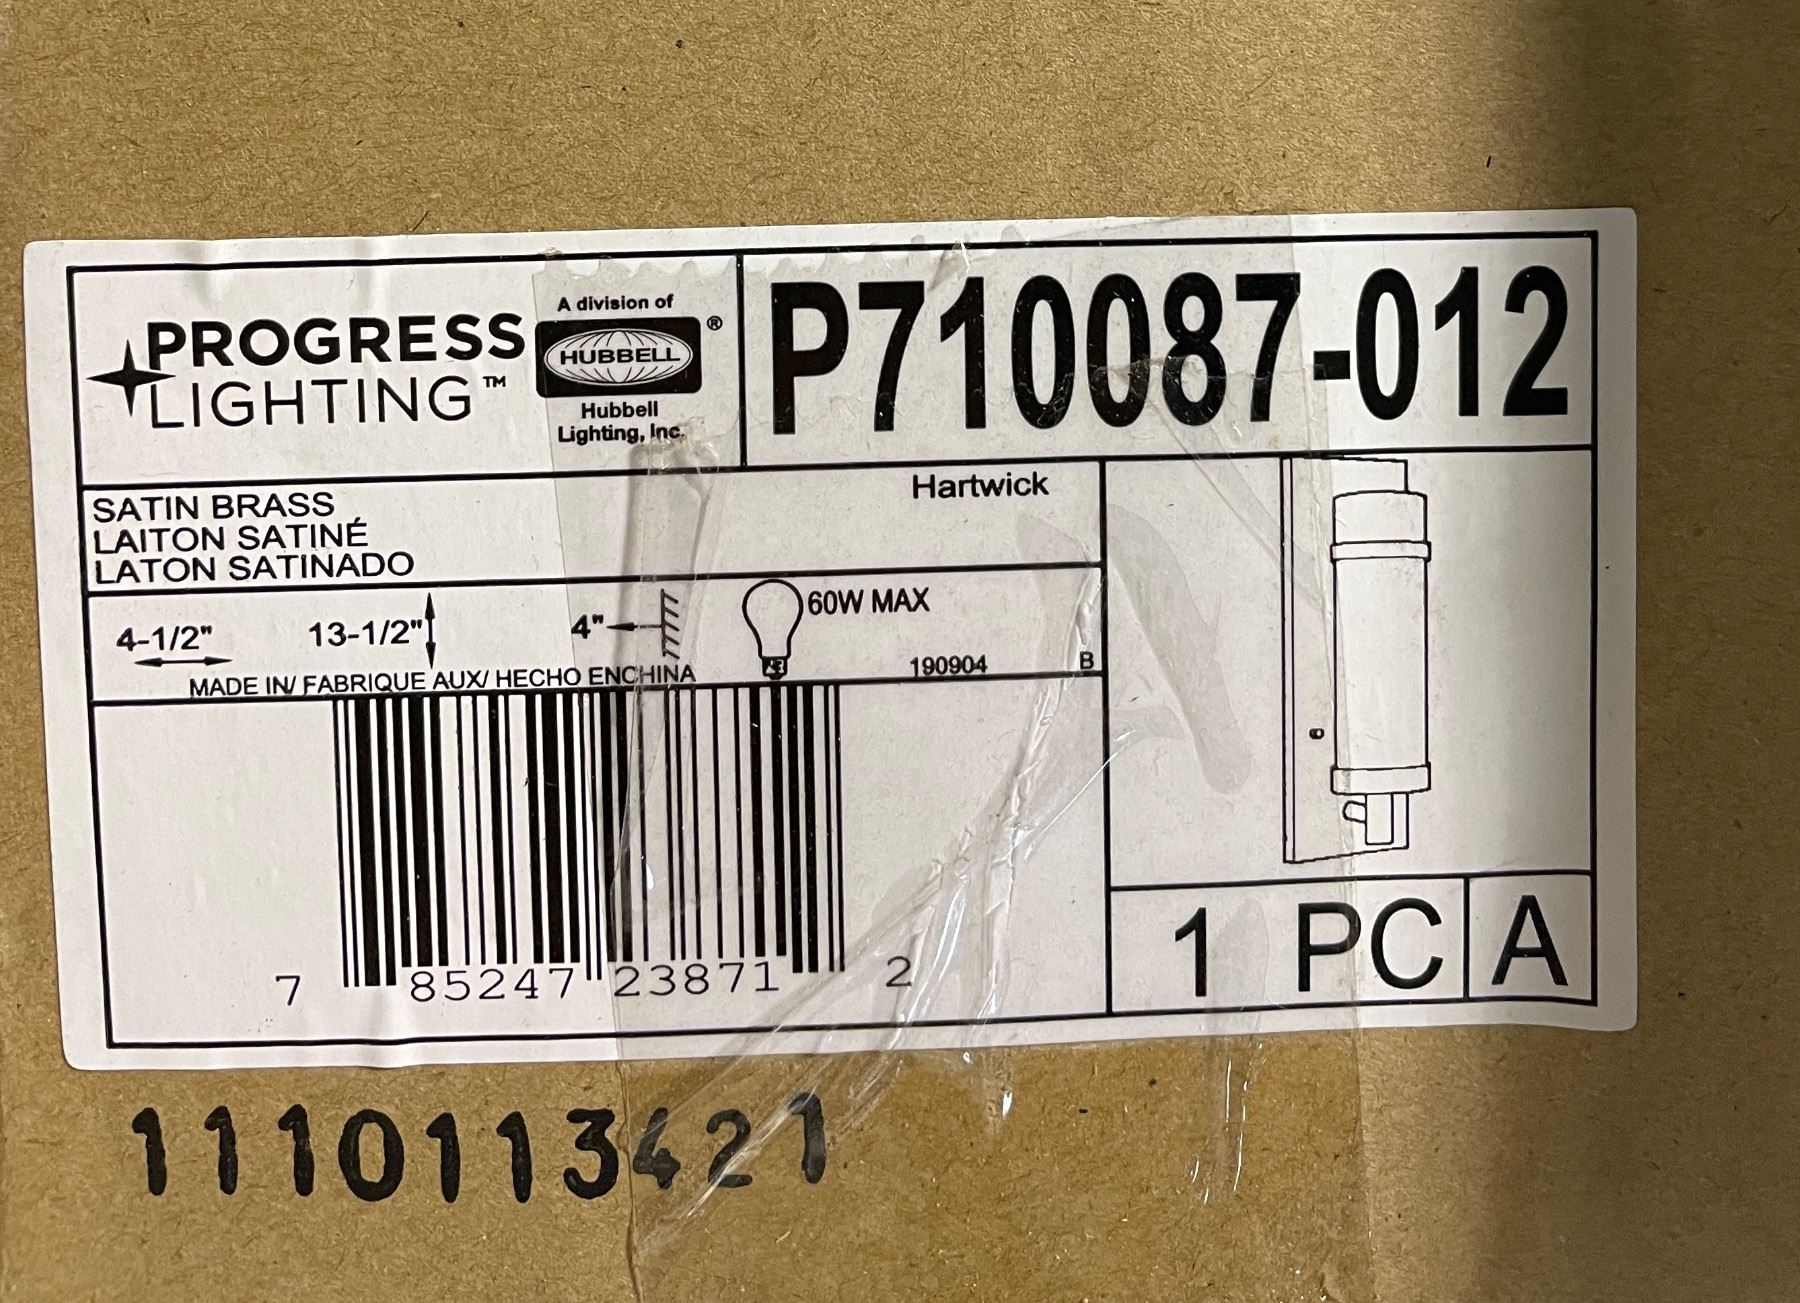 PROGRESS
LIGHTING™
A division of
HUBBELL®
Hubbell
Lighting, Inc.
P710087-012
SATIN BRASS
LAITON SATINÉ
LATON SATINADO
Hartwick
4-1/2"
13-1/2"
4"
60W MAX
MADE IN/ FABRIQUE AUX/ HECHO ENCHINA
190904
B
7 85247 23871 2
1 PC
A
1110113421